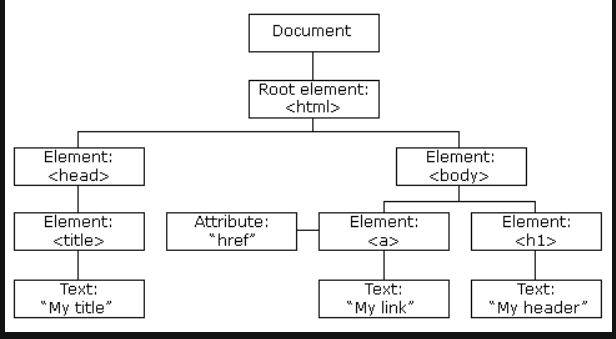 Document
Root element:
<html>
Element:
<head>
Element:
<body>
Element:
<title>
Attribute:
"href"
Element:
<a>
Element:
<h1>
Text:
"My title"
Text:
"My link"
Text:
"My header"